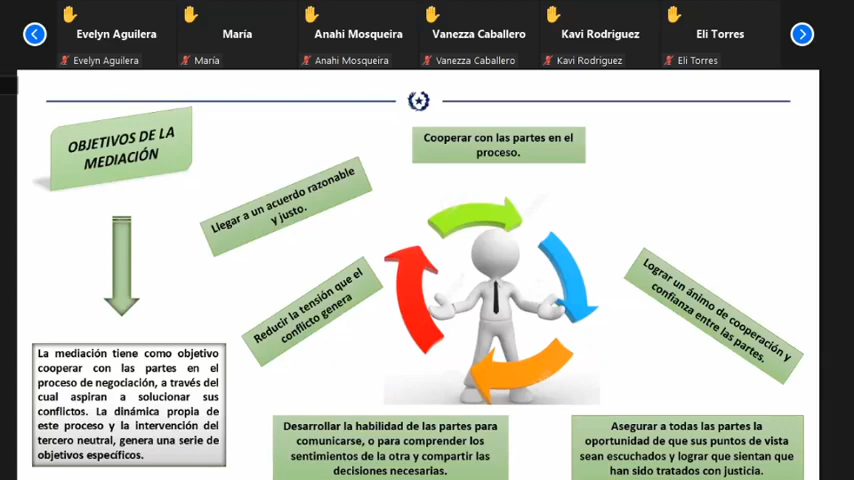 Evelyn Aguilera
María
Anahi Mosqueira
Vanezza Caballero
Kavi Rodriguez
Eli Torres
Evelyn Aguilera
María
Anahi Mosqueira
Vanezza Caballero
Kavi Rodriguez
Eli Torres
OBJETIVOS DE LA
MEDIACIÓN
Cooperar con las partes en el
proceso.
Llegar a un acuerdo razonable
y justo.
Reducir la tensión que el
conflicto genera
Lograr un ánimo de cooperación y
confianza entre las partes.
La mediación tiene como objetivo
cooperar con las partes en el
proceso de negociación, a través del
cual aspiran a solucionar sus
conflictos. La dinámica propia de
este proceso y la intervención del
tercero neutral, genera una serie de
objetivos específicos.
Desarrollar la habilidad de las partes para
comunicarse, o para comprender los
sentimientos de la otra y compartir las
decisiones necesarias.
Asegurar a todas las partes la
oportunidad de que sus puntos de vista
sean escuchados y lograr que sientan que
han sido tratados con justicia.